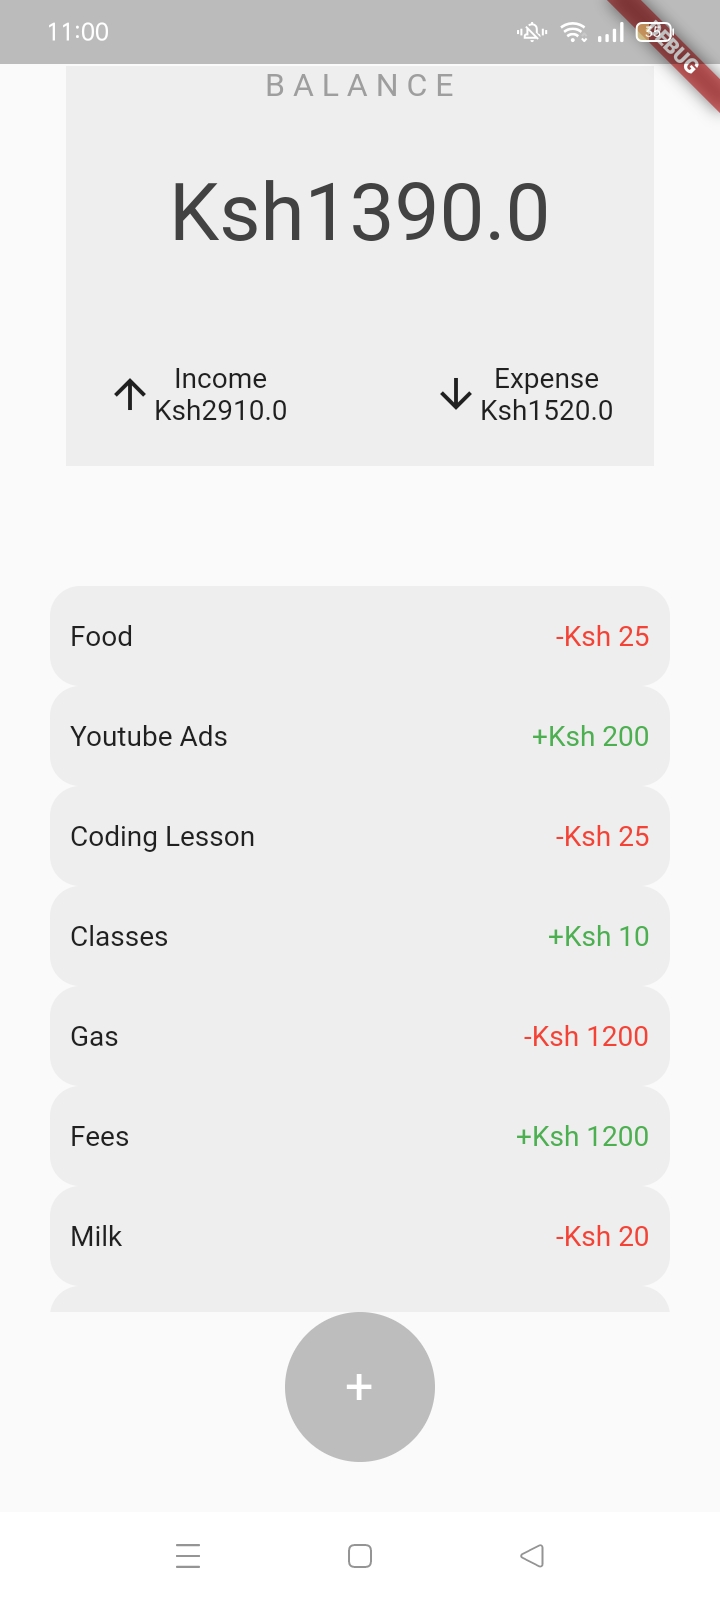 11:00
38
DEBUG
BALANCE
Ksh1390.0
Income
Ksh2910.0
Expense
Ksh1520.0
Food -Ksh 25
Youtube Ads +Ksh 200
Coding Lesson -Ksh 25
Classes +Ksh 10
Gas -Ksh 1200
Fees +Ksh 1200
Milk -Ksh 20
+